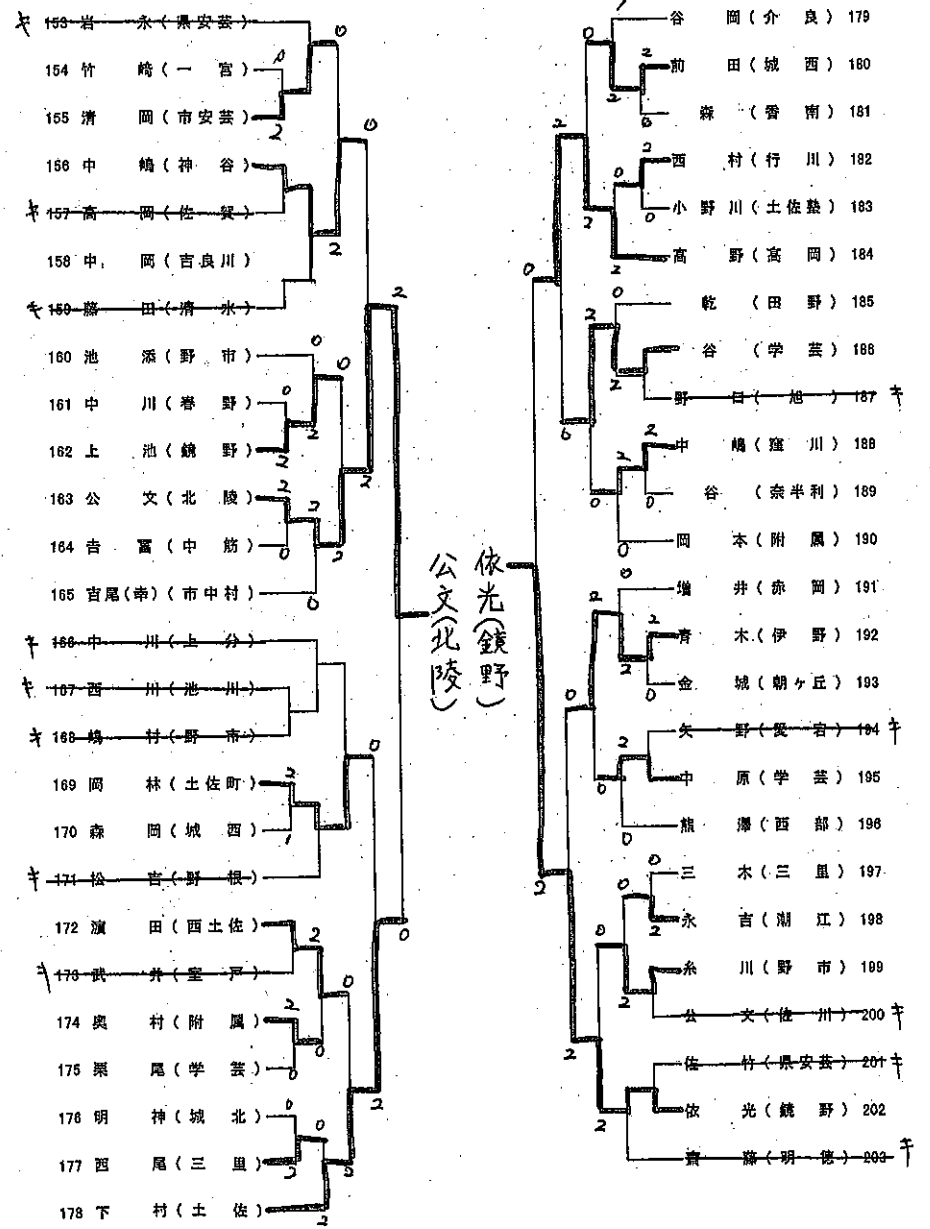 キ 153 岩 永 (県安芸)
154 竹 崎 (一 宮)
155 清 岡 (市安芸)
156 中 嶋 (神 谷)
キ 157 高 岡 (佐 賀)
158 中 岡 (吉良川)
キ 159 藤 田 (清 水)
160 池 添 (野 市)
161 中 川 (春 野)
162 上 池 (鏡 野)
163 公 文 (北 陵)
164 吉 冨 (中 筋)
165 吉尾(幸) (市中村)
キ 166 中 川 (上 分)
キ 167 西 川 (池 川)
キ 168 嶋 村 (野 市)
169 岡 林 (土佐町)
170 森 岡 (城 西)
キ 171 松 吉 (野 根)
172 濵 田 (西土佐)
キ 173 武 井 (室 戸)
174 奥 村 (附 属)
175 栗 尾 (学 芸)
176 明 神 (城 北)
177 西 尾 (三 里)
178 下 村 (土 佐)
公文(北陵)
依光(鏡野)
谷 岡 (介 良) 179
前 田 (城 西) 180
森 (香 南) 181
西 村 (行 川) 182
小 野 川 (土佐塾) 183
高 野 (高 岡) 184
乾 (田 野) 185
谷 (学 芸) 186
野 口 (旭) 187 キ
中 嶋 (窪 川) 188
谷 (奈半利) 189
岡 本 (附 属) 190
増 井 (赤 岡) 191
青 木 (伊 野) 192
金 城 (朝ヶ丘) 193
矢 野 (愛 宕) 194 キ
中 原 (学 芸) 195
熊 澤 (西 部) 196
三 木 (三 里) 197
永 吉 (潮 江) 198
糸 川 (野 市) 199
公 文 (佐 川) 200 キ
佐 竹 (県安芸) 201 キ
依 光 (鏡 野) 202
齋 藤 (明 徳) 203 キ